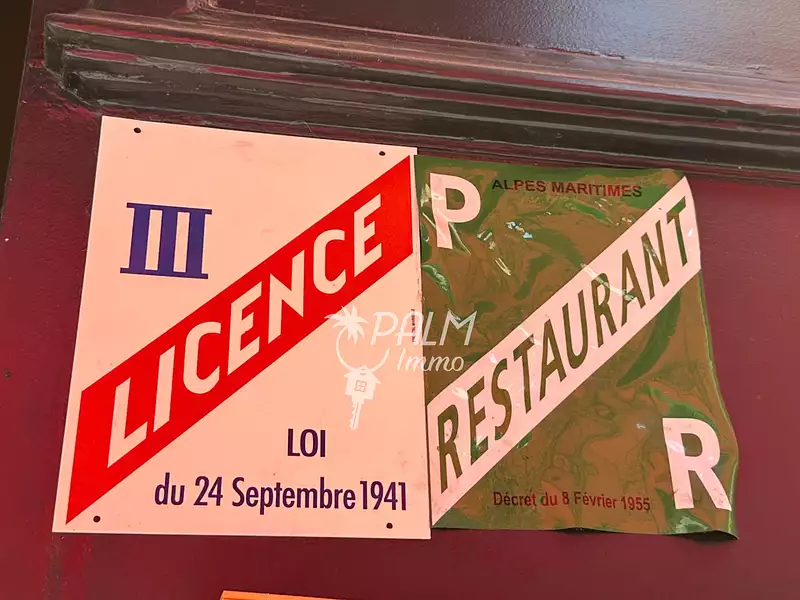 III
LICENCE
LOI
du 24 Septembre 1941
P
ALPES MARITIMES
RESTAURANT
R
Décret du 8 Février 1955
PALM
Immo